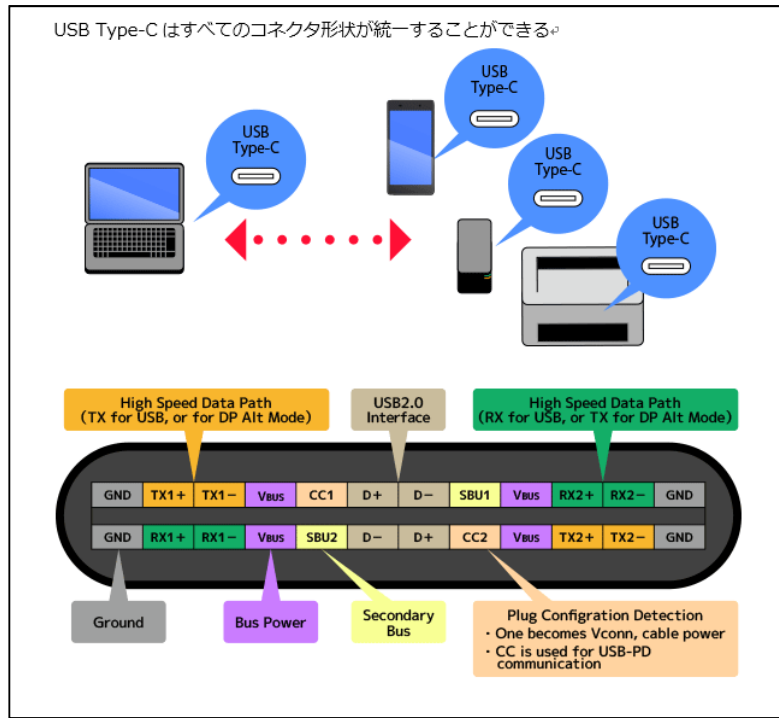 USB Type-C はすべてのコネクタ形状が統一することができる↵
USB
Type-C
USB
Type-C
USB
Type-C
USB
Type-C
High Speed Data Path
(TX for USB, or for DP Alt Mode)
USB2.0
Interface
High Speed Data Path
(RX for USB, or TX for DP Alt Mode)
GND TX1+ TX1− VBUS CC1 D+ D− SBU1 VBUS RX2+ RX2− GND
GND RX1+ RX1− VBUS SBU2 D− D+ CC2 VBUS TX2+ TX2− GND
Ground
Bus Power
Secondary
Bus
Plug Configration Detection
・One becomes Vconn, cable power
・CC is used for USB-PD
communication